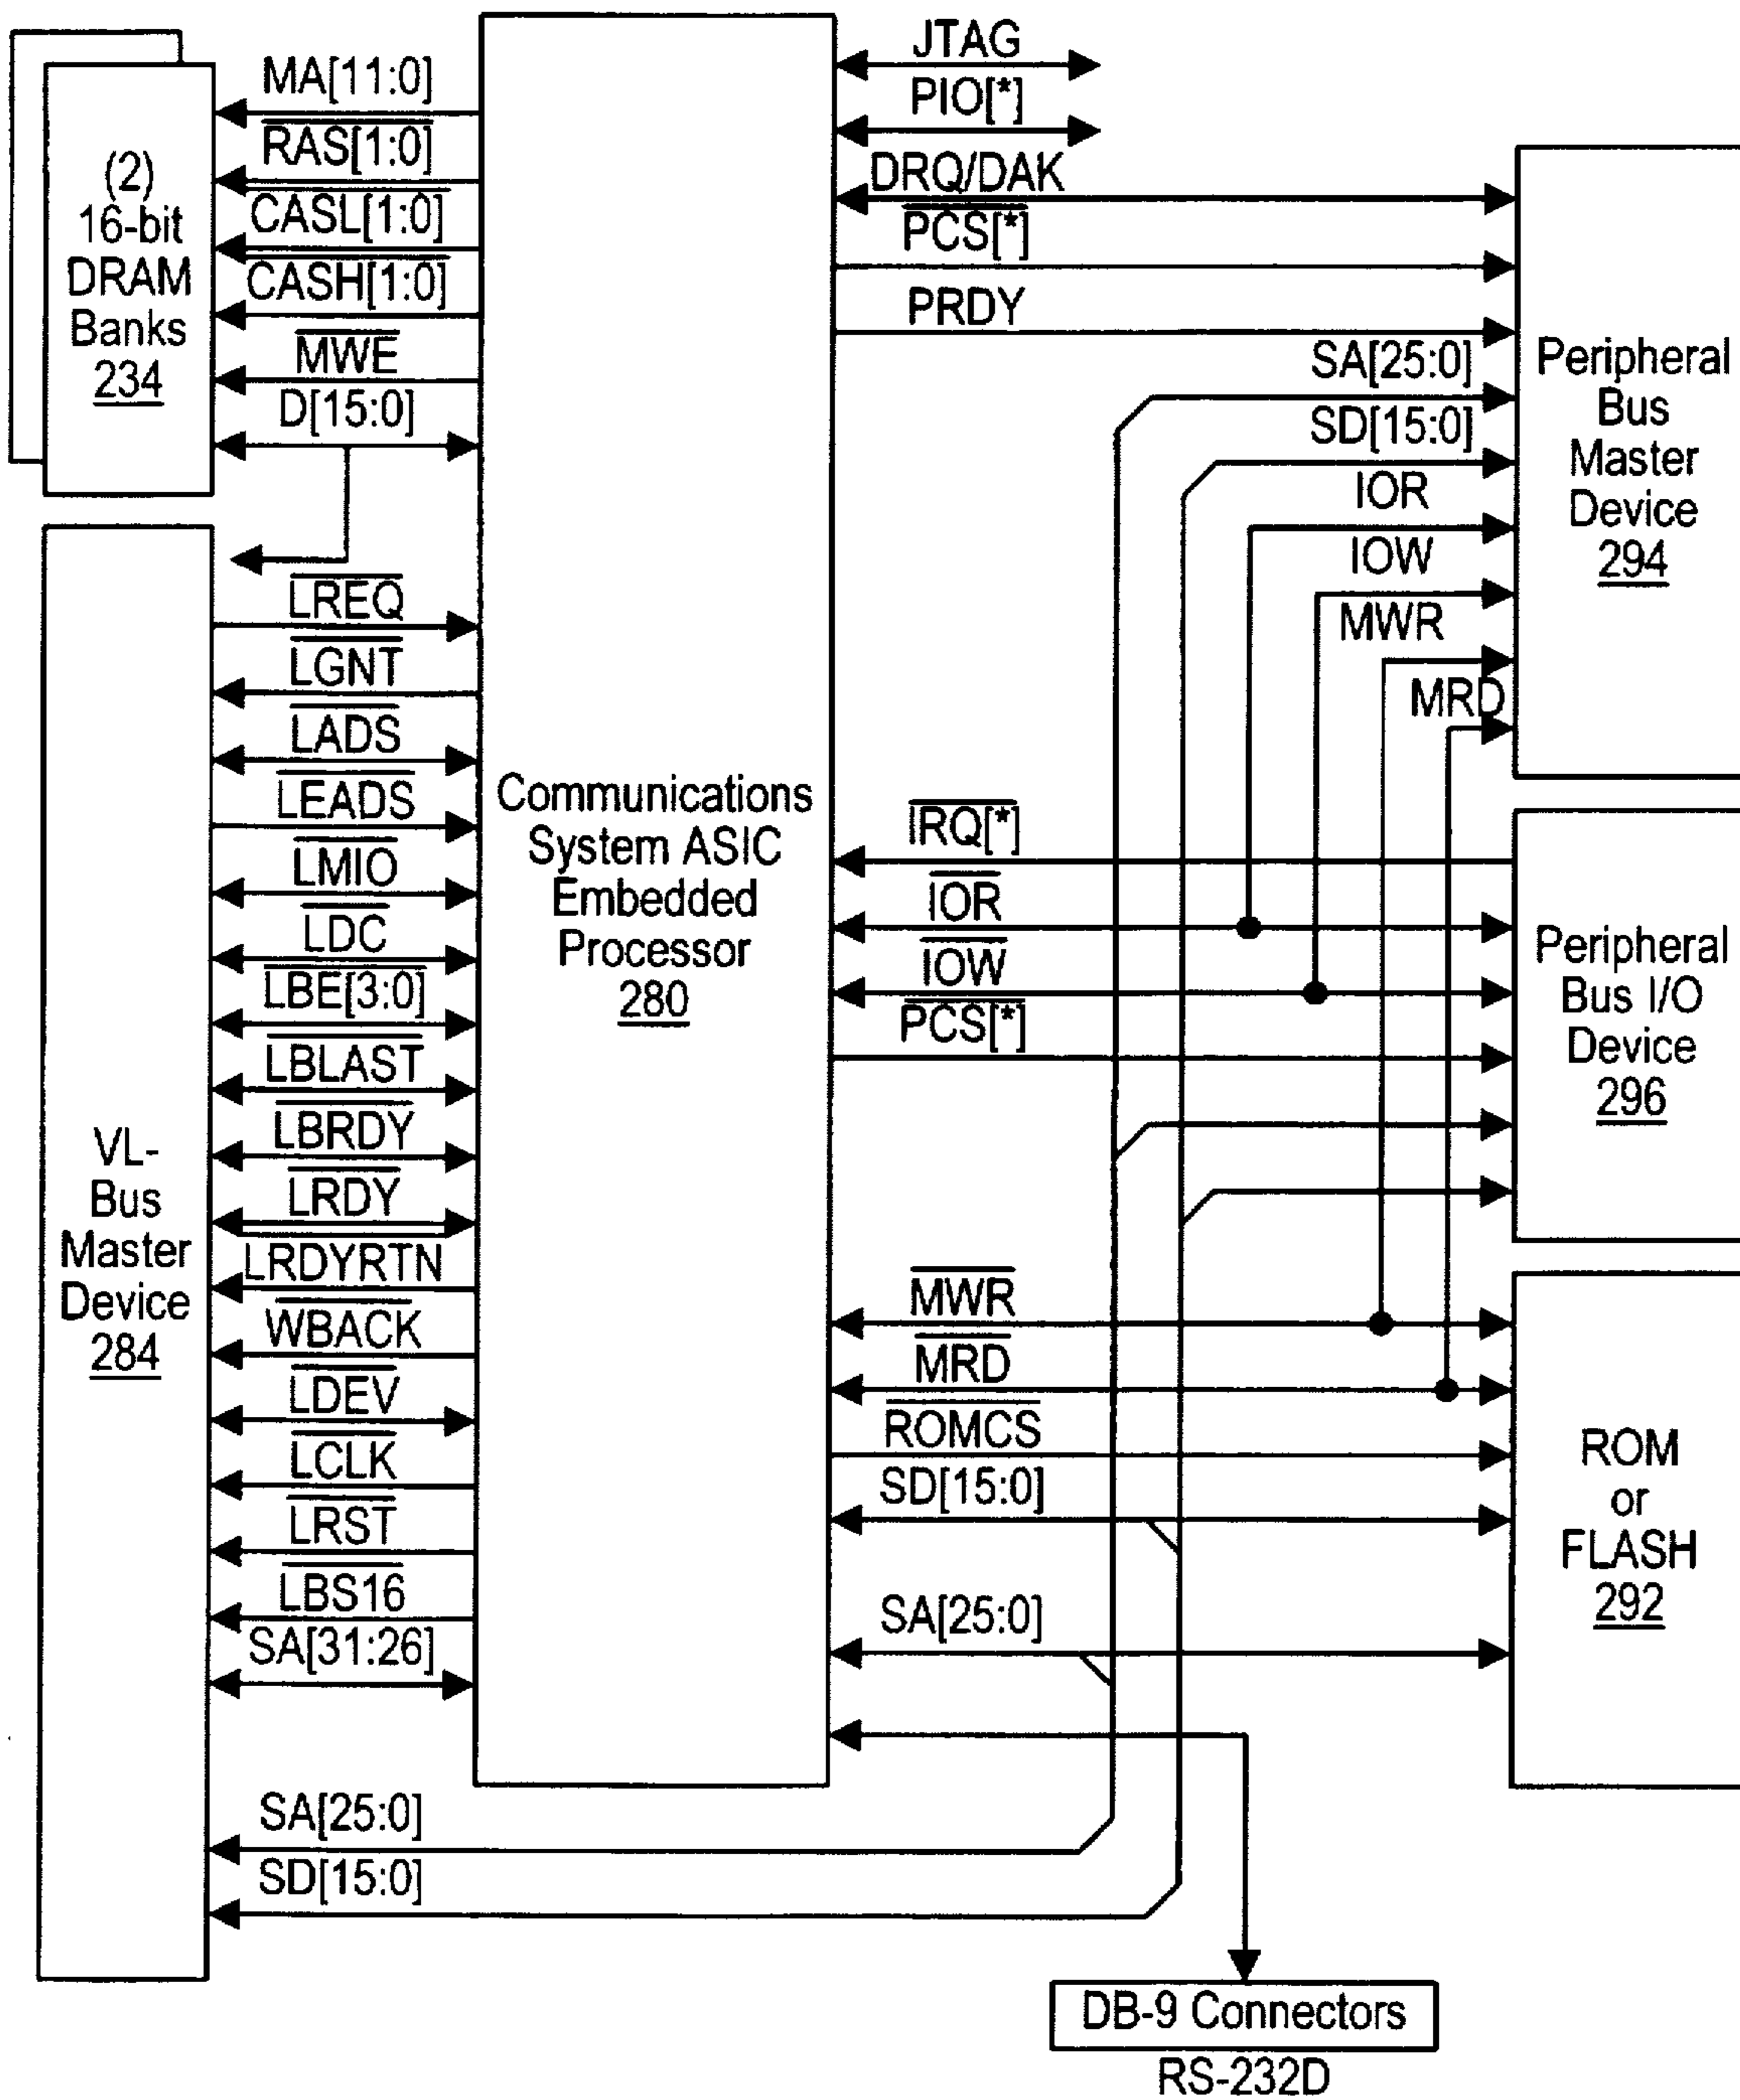 MA[11:0]
RAS[1:0]
CASL[1:0]
CASH[1:0]
MWE
D[15:0]
(2)
16-bit
DRAM
Banks
234
LREQ
LGNT
LADS
LEADS
LMIO
LDC
LBE[3:0]
LBLAST
LBRDY
LRDY
LRDYRTN
WBACK
LDEV
LCLK
LRST
LBS16
SA[31:26]
SA[25:0]
SD[15:0]
VL-
Bus
Master
Device
284
Communications
System ASIC
Embedded
Processor
280
JTAG
PIO[*]
DRQ/DAK
PCS[*]
PRDY
SA[25:0]
SD[15:0]
IOR
IOW
MWR
MRD
Peripheral
Bus
Master
Device
294
IRQ[*]
IOR
IOW
PCS[*]
Peripheral
Bus I/O
Device
296
MWR
MRD
ROMCS
SD[15:0]
SA[25:0]
ROM
or
FLASH
292
DB-9 Connectors
RS-232D